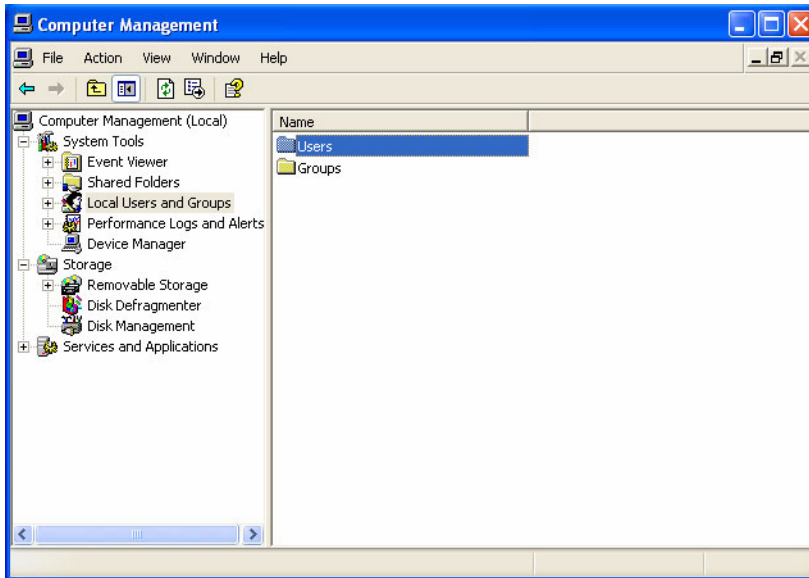 Computer Management
File Action View Window Help
Computer Management (Local)
System Tools
Event Viewer
Shared Folders
Local Users and Groups
Performance Logs and Alerts
Device Manager
Storage
Removable Storage
Disk Defragmenter
Disk Management
Services and Applications
Name
Users
Groups